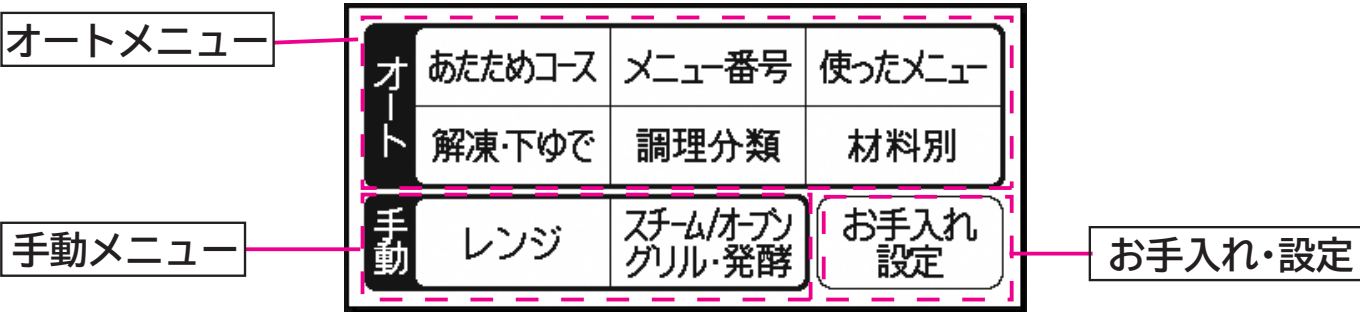 オートメニュー
オート
あたためコース
メニュー番号
使ったメニュー
解凍·下ゆで
調理分類
材料別
手動メニュー
手動
レンジ
スチーム/オーブン
グリル·発酵
お手入れ
設定
お手入れ・設定